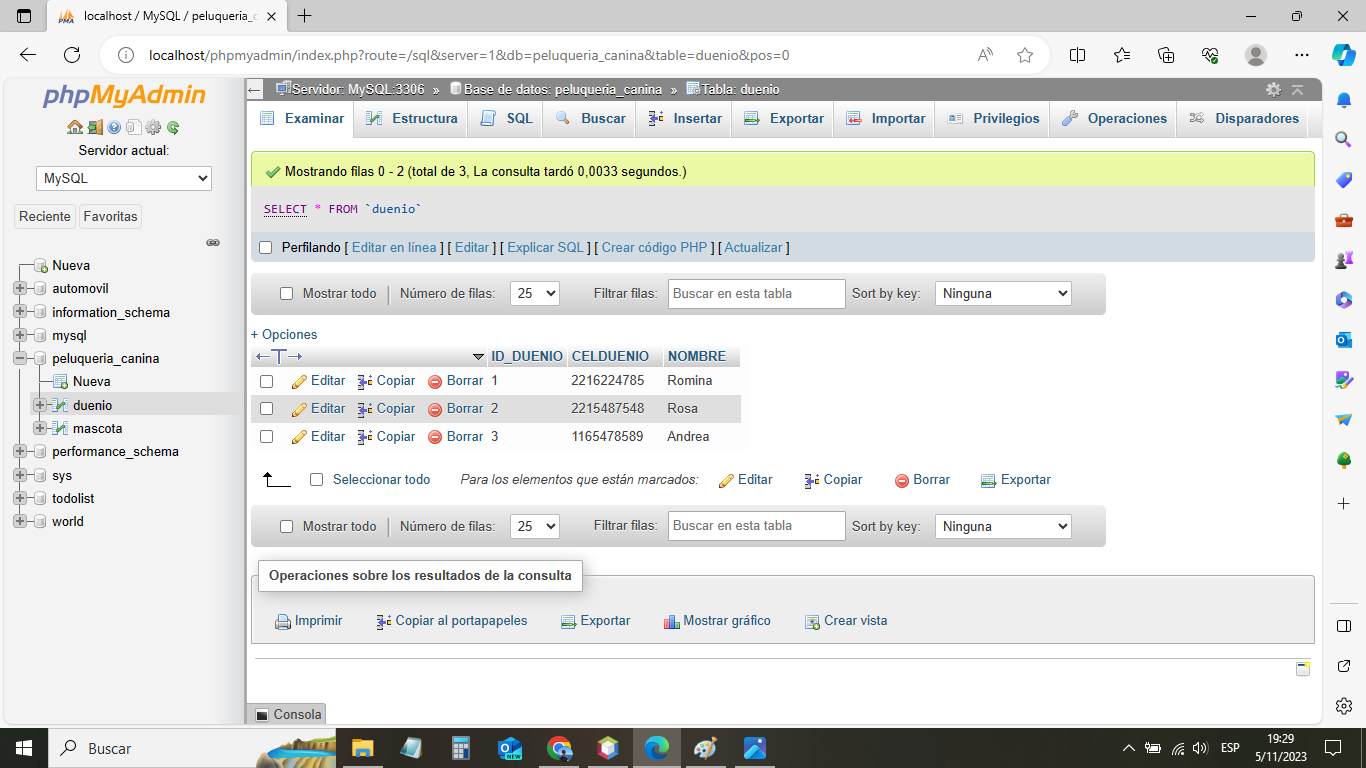 localhost / MySQL / peluqueria_c
localhost/phpmyadmin/index.php?route=/sql&server=1&db=peluqueria_canina&table=duenio&pos=0
phpMyAdmin
Servidor actual:
MySQL
Reciente Favoritas
Nueva
automovil
information_schema
mysql
peluqueria_canina
Nueva
duenio
mascota
performance_schema
sys
todolist
world
Servidor: MySQL:3306 » Base de datos: peluqueria_canina » Tabla: duenio
Examinar Estructura SQL Buscar Insertar Exportar Importar Privilegios Operaciones Disparadores
Mostrando filas 0 - 2 (total de 3, La consulta tardó 0,0033 segundos.)
SELECT * FROM `duenio`
Perfilando [ Editar en línea ] [ Editar ] [ Explicar SQL ] [ Crear código PHP ] [ Actualizar ]
Mostrar todo | Número de filas: 25 Filtrar filas: Buscar en esta tabla Sort by key: Ninguna
+ Opciones
←T→ ID_DUENIO CELDUENIO NOMBRE
Editar Copiar Borrar 1 2216224785 Romina
Editar Copiar Borrar 2 2215487548 Rosa
Editar Copiar Borrar 3 1165478589 Andrea
Seleccionar todo Para los elementos que están marcados: Editar Copiar Borrar Exportar
Mostrar todo | Número de filas: 25 Filtrar filas: Buscar en esta tabla Sort by key: Ninguna
Operaciones sobre los resultados de la consulta
Imprimir Copiar al portapapeles Exportar Mostrar gráfico Crear vista
Consola
Buscar
ESP
19:29
5/11/2023